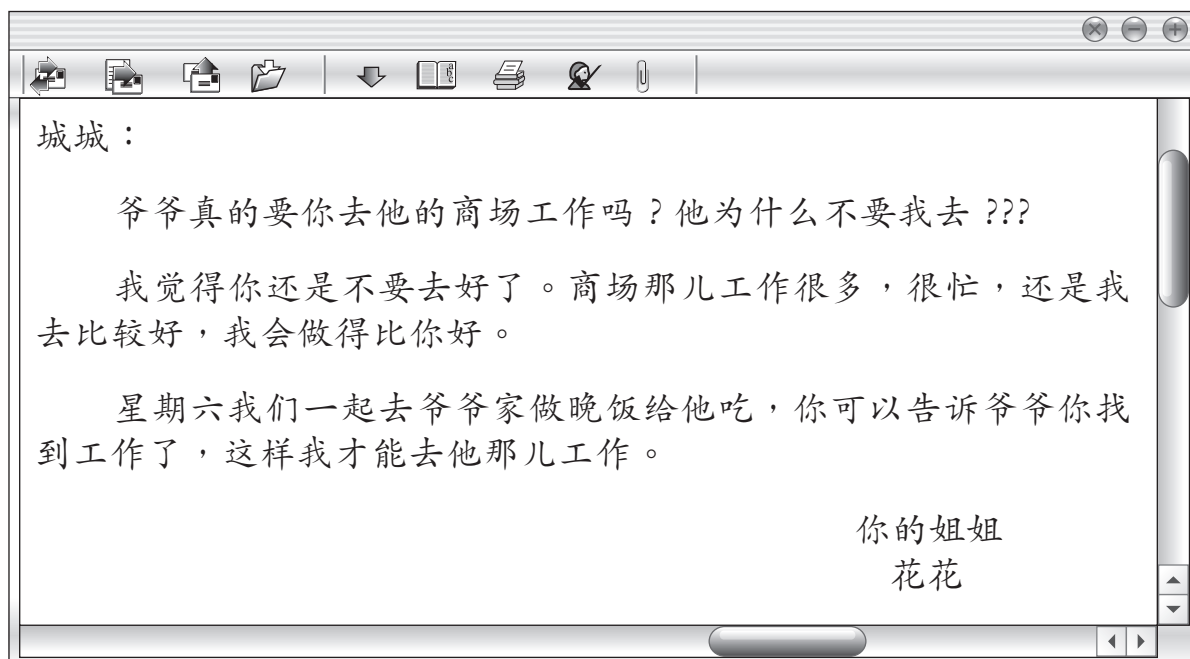 城城：
爷爷真的要你去他的商场工作吗？他为什么不要我去???
我觉得你还是不要去好了。商场那儿工作很多，很忙，还是我
去比较好，我会做得比你好。
星期六我们一起去爷爷家做晚饭给他吃，你可以告诉爷爷你找
到工作了，这样我才能去他那儿工作。
你的姐姐
花花